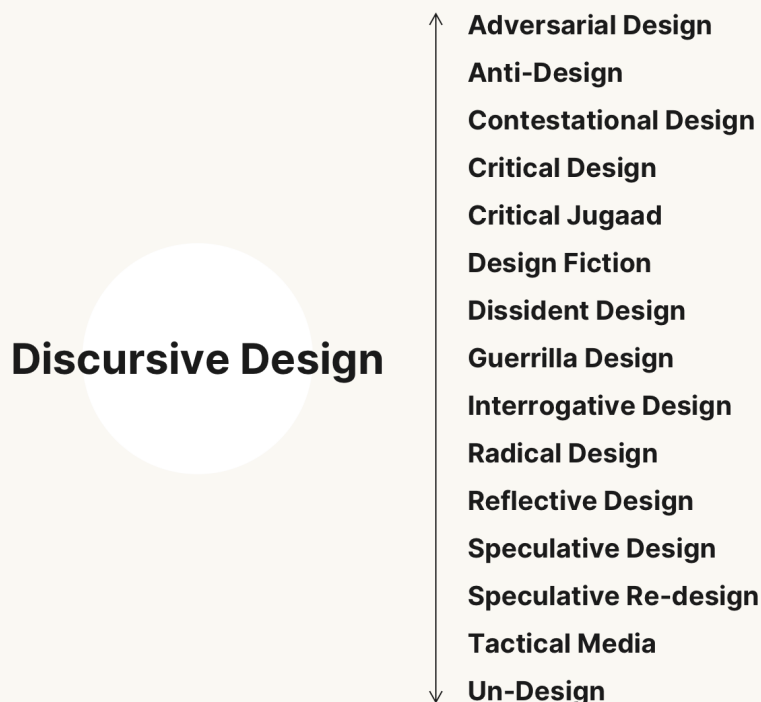 Discursive Design
Adversarial Design
Anti-Design
Contestational Design
Critical Design
Critical Jugaad
Design Fiction
Dissident Design
Guerrilla Design
Interrogative Design
Radical Design
Reflective Design
Speculative Design
Speculative Re-design
Tactical Media
Un-Design